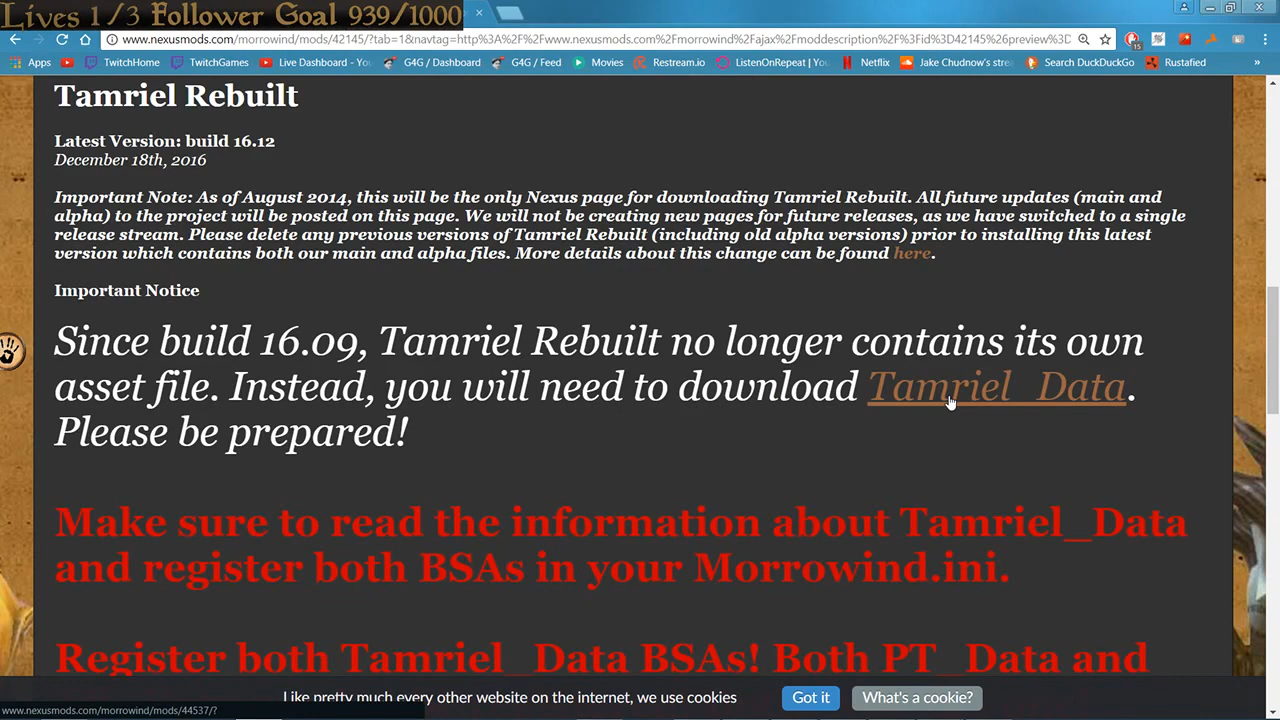 Lives 1/3 Follower Goal 939/1000
www.nexusmods.com/morrowind/mods/42145/?tab=1&navtag=http%3A%2F%2Fwww.nexusmods.com%2Fmorrowind%2Fajax%2Fmoddescription%2F%3Fid%3D42145%26preview%3D
Apps TwitchHome TwitchGames Live Dashboard - Yo G4G / Dashboard G4G / Feed Movies Restream.io ListenOnRepeat | You Netflix Jake Chudnow's stre Search DuckDuckGo Rustafied »
15
Tamriel Rebuilt
Latest Version: build 16.12
December 18th, 2016
Important Note: As of August 2014, this will be the only Nexus page for downloading Tamriel Rebuilt. All future updates (main and
alpha) to the project will be posted on this page. We will not be creating new pages for future releases, as we have switched to a single
release stream. Please delete any previous versions of Tamriel Rebuilt (including old alpha versions) prior to installing this latest
version which contains both our main and alpha files. More details about this change can be found here.
Important Notice
Since build 16.09, Tamriel Rebuilt no longer contains its own
asset file. Instead, you will need to download Tamriel_Data.
Please be prepared!
Make sure to read the information about Tamriel_Data
and register both BSAs in your Morrowind.ini.
Register both Tamriel_Data BSAs! Both PT_Data and
Like pretty much every other website on the internet, we use cookies Got it What's a cookie?
www.nexusmods.com/morrowind/mods/44537/?